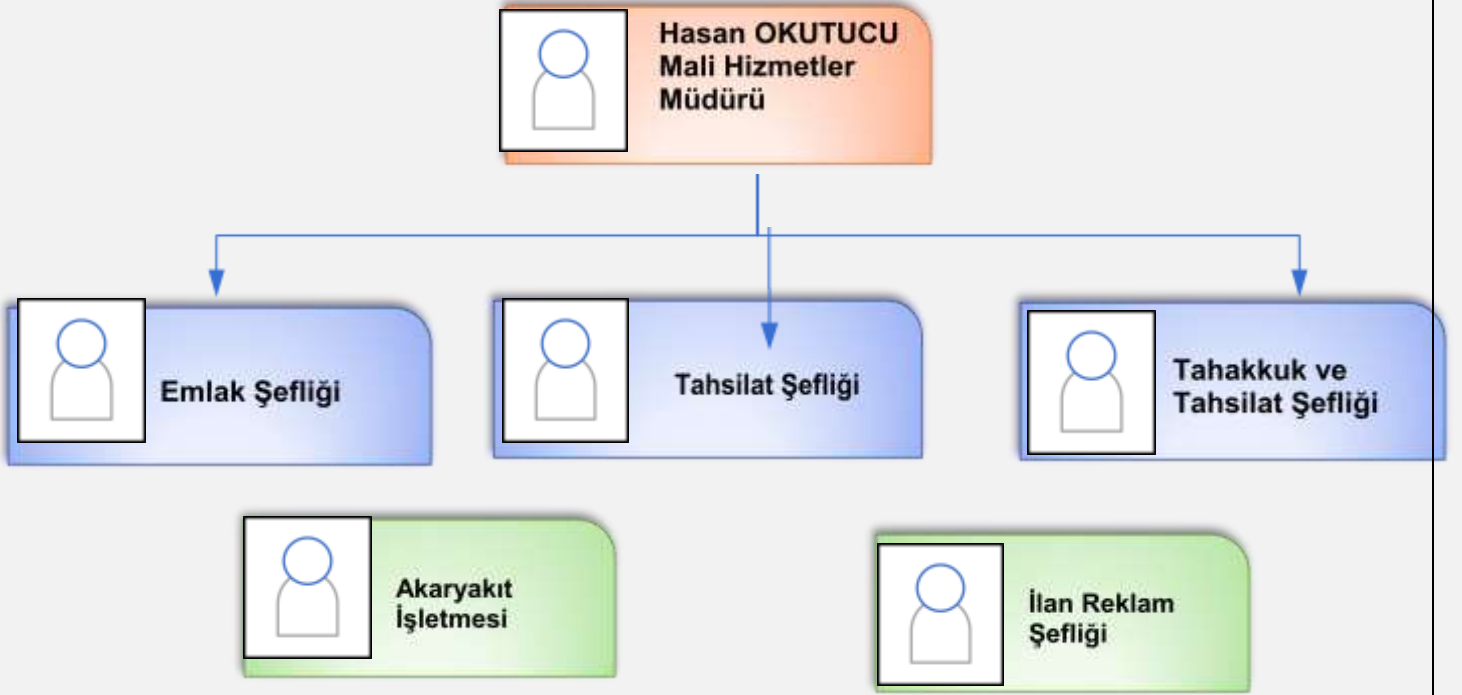 Hasan OKUTUCU
Mali Hizmetler
Müdürü
Emlak Şefliği
Tahsilat Şefliği
Tahakkuk ve
Tahsilat Şefliği
Akaryakıt
İşletmesi
İlan Reklam
Şefliği